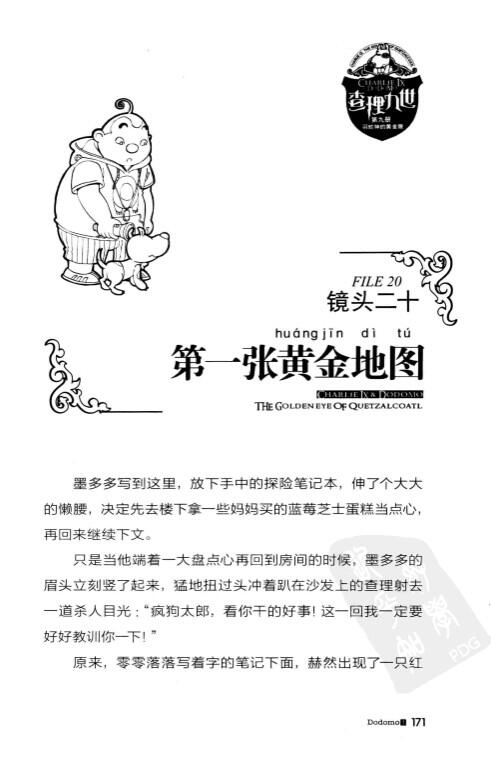 CHARLIE IX
DODOMO
查理九世
第九册
羽蛇神的黄金眼
FILE 20
镜头二十
huáng jīn dì tú
第一张黄金地图
CHARLIE IX & DODOMO
THE GOLDEN EYE OF QUETZALCOATL
墨多多写到这里，放下手中的探险笔记本，伸了个大大
的懒腰，决定先去楼下拿一些妈妈买的蓝莓芝士蛋糕当点心，
再回来继续下文。
只是当他端着一大盘点心再回到房间的时候，墨多多的
眉头立刻竖了起来，猛地扭过头冲着趴在沙发上的查理射去
一道杀人目光：“疯狗太郎，看你干的好事！这一回我一定要
好好教训你一下！”
原来，零零落落写着字的笔记下面，赫然出现了一只红
PDG
Dodomo 171